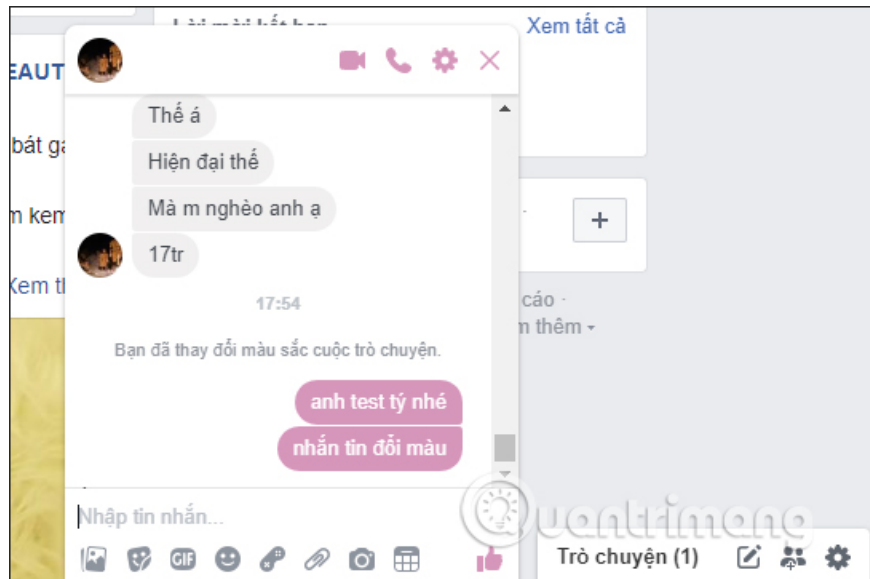 Xem tất cả
EAUT
Thế á
bát g
Hiện đại thế
Mà m nghèo anh ạ
kem
17tr
+
Xem
17:54
cáo ·
thêm
Bạn đã thay đổi màu sắc cuộc trò chuyện.
anh test tý nhé
nhắn tin đổi màu
Nhập tin nhắn...
Quantrimang
GIF
Trò chuyện (1)